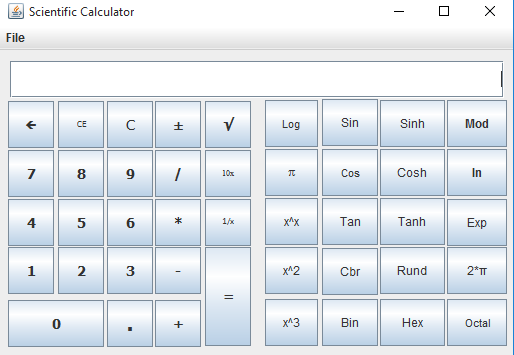 Scientific Calculator
File
← CE C ± √ Log Sin Sinh Mod
7 8 9 / 10x π Cos Cosh In
4 5 6 * 1/x x^x Tan Tanh Exp
1 2 3 - = x^2 Cbr Rund 2*π
0 . + x^3 Bin Hex Octal